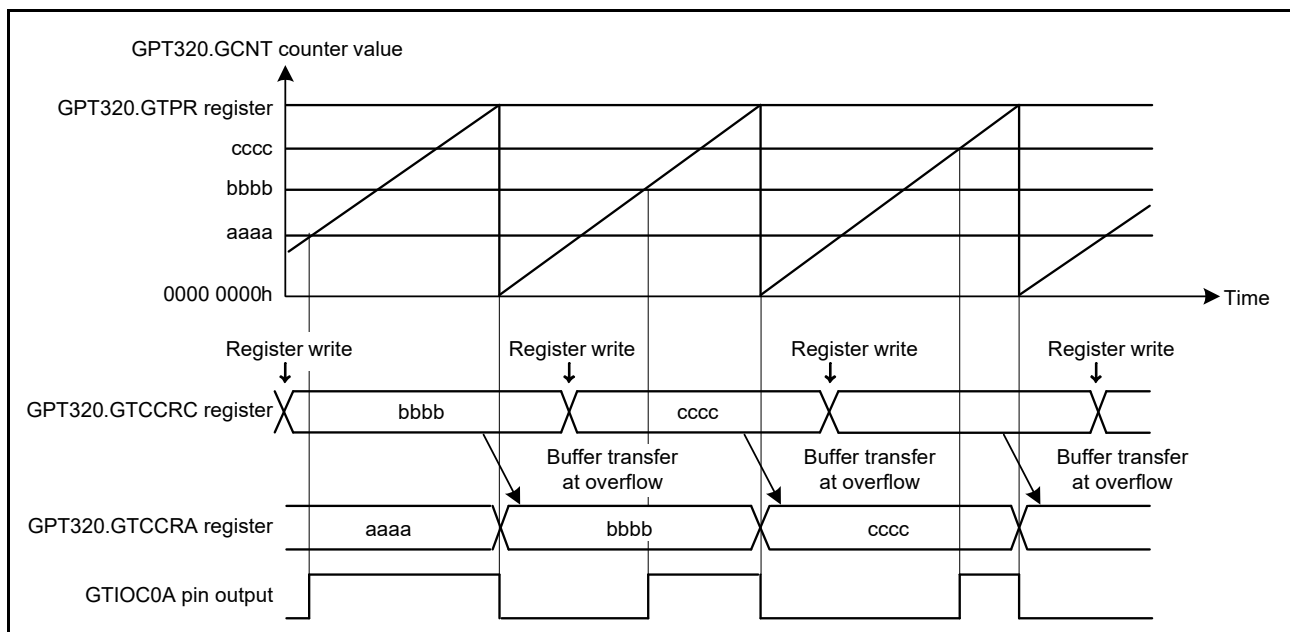 GPT320.GCNT counter value
GPT320.GTPR register
cccc
bbbb
aaaa
0000 0000h
Time
Register write Register write Register write Register write
GPT320.GTCCRC register bbbb cccc
Buffer transfer Buffer transfer Buffer transfer
at overflow at overflow at overflow
GPT320.GTCCRA register aaaa bbbb cccc
GTIOC0A pin output